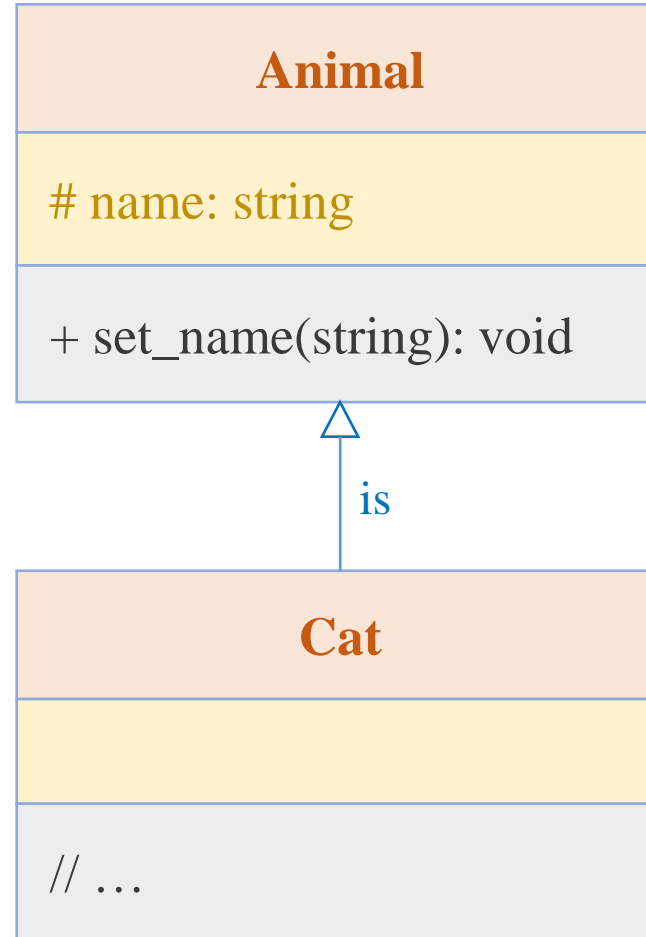 Animal
# name: string
+ set_name(string): void
is
Cat
// …